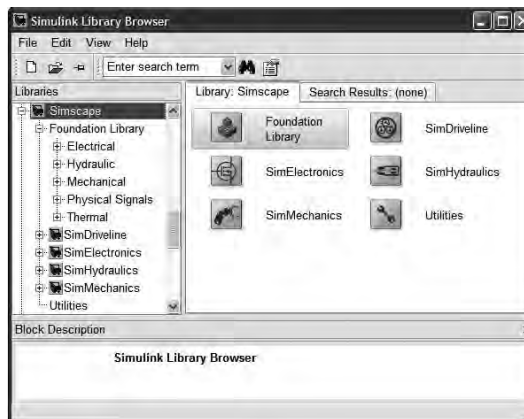 Simulink Library Browser
File Edit View Help
Enter search term
Libraries
Library: Simscape
Search Results: (none)
Simscape
Foundation Library
Electrical
Hydraulic
Mechanical
Physical Signals
Thermal
SimDriveline
SimElectronics
SimHydraulics
SimMechanics
Utilities
Foundation
Library
SimDriveline
SimElectronics
SimHydraulics
SimMechanics
Utilities
Block Description
Simulink Library Browser